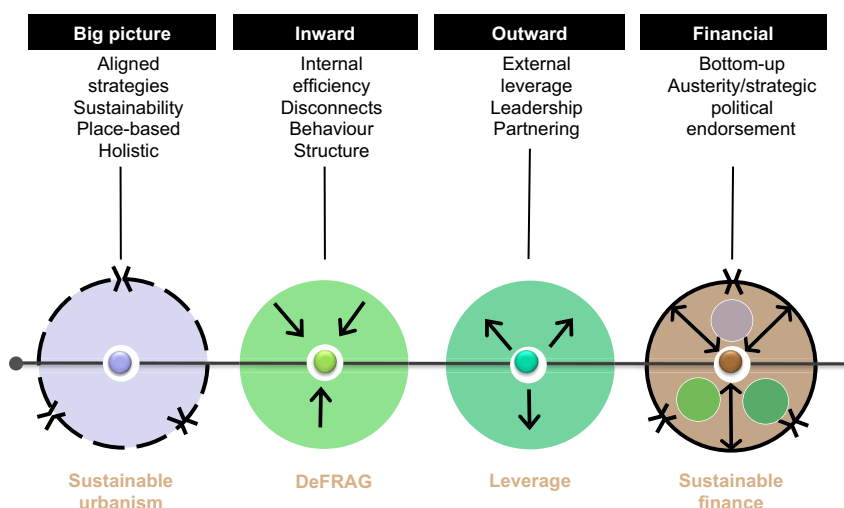 Big picture
Aligned
strategies
Sustainability
Place-based
Holistic
Inward
Internal
efficiency
Disconnects
Behaviour
Structure
Outward
External
leverage
Leadership
Partnering
Financial
Bottom-up
Austerity/strategic
political
endorsement
Sustainable
urbanism
DeFRAG
Leverage
Sustainable
finance